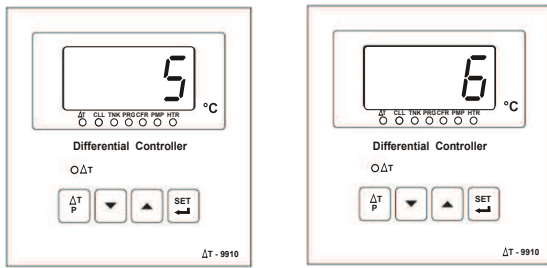 5
°C
ΔT CLL TNK PRG CFR PMP HTR
Differential Controller
ΔT
ΔT
P
SET
ΔT - 9910
6
°C
ΔT CLL TNK PRG CFR PMP HTR
Differential Controller
ΔT
ΔT
P
SET
ΔT - 9910